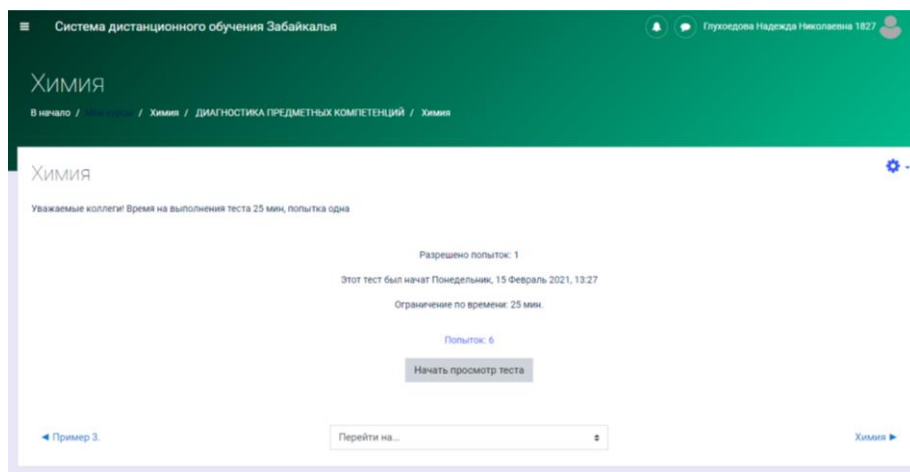 Система дистанционного обучения Забайкалья
Глухоедова Надежда Николаевна 1827
Химия
В начало / Мои курсы / Химия / ДИАГНОСТИКА ПРЕДМЕТНЫХ КОМПЕТЕНЦИЙ / Химия
Химия
Уважаемые коллеги! Время на выполнения теста 25 мин, попытка одна
Разрешено попыток: 1
Этот тест был начат Понедельник, 15 Февраль 2021, 13:27
Ограничение по времени: 25 мин.
Попыток: 6
Начать просмотр теста
◄ Пример 3.
Перейти на...
Химия ►